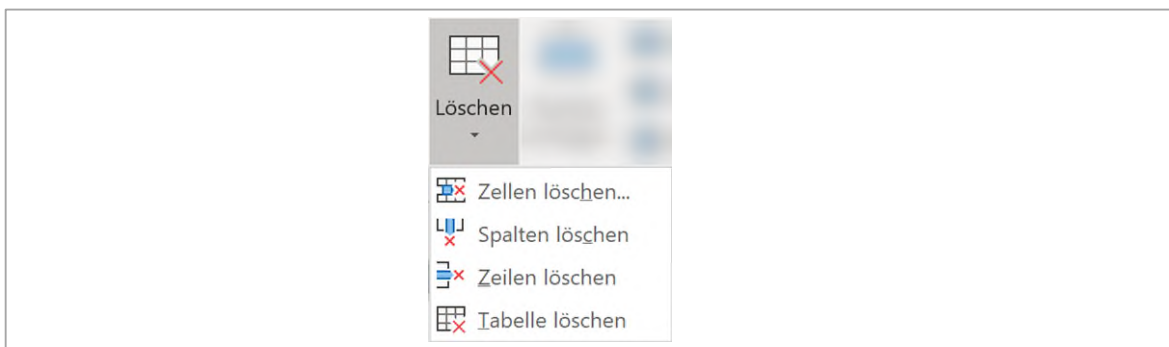 Löschen
Zellen löschen...
Spalten löschen
Zeilen löschen
Tabelle löschen